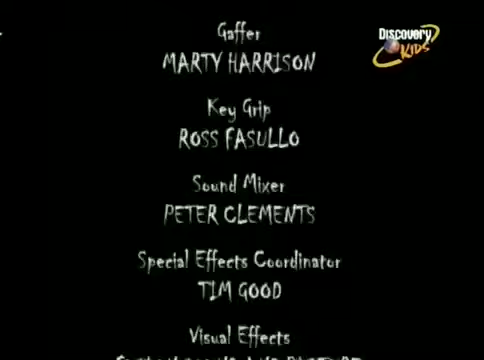 Gaffer
MARTY HARRISON
Discovery
KIDS
Key Grip
ROSS FASULLO
Sound Mixer
PETER CLEMENTS
Special Effects Coordinator
TIM GOOD
Visual Effects